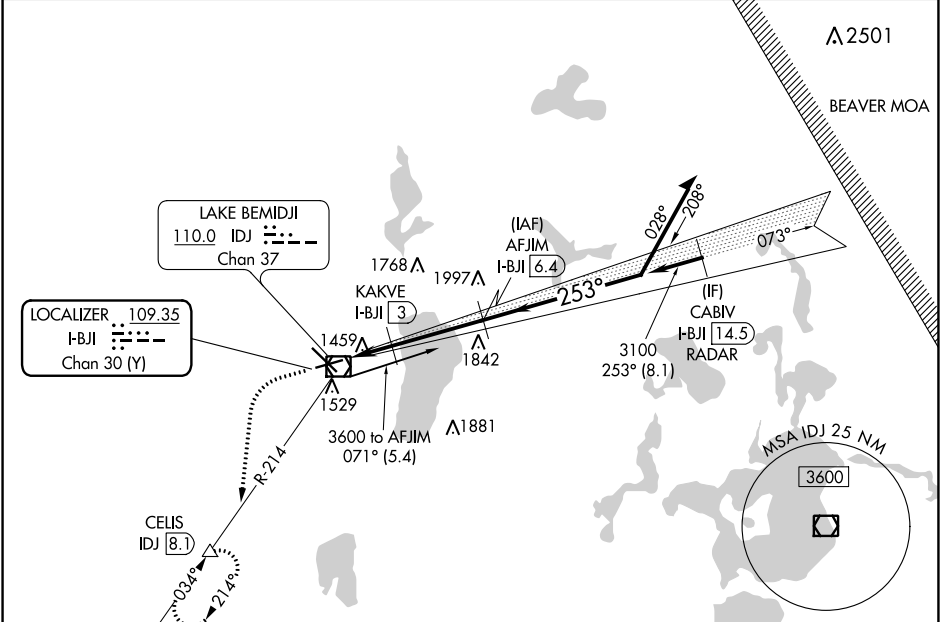 2501
BEAVER MOA
LAKE BEMIDJI
110.0 IDJ
Chan 37
LOCALIZER 109.35
I-BJI
Chan 30 (Y)
(IAF)
AFJIM
I-BJI 6.4
1768
1997
KAKVE
I-BJI 3
1459
1842
1529
1881
3600 to AFJIM
071° (5.4)
253°
028°
208°
073°
(IF)
CABIV
I-BJI 14.5
RADAR
3100
253° (8.1)
R-214
CELIS
IDJ 8.1
034°
214°
MSA IDJ 25 NM
3600